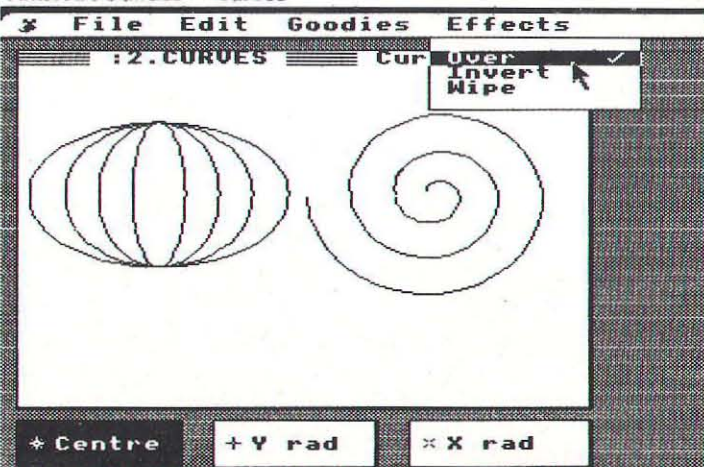 File Edit Goodies Effects
:2.CURVES Cur
Over
Invert
Wipe
Centre
Y rad
X rad